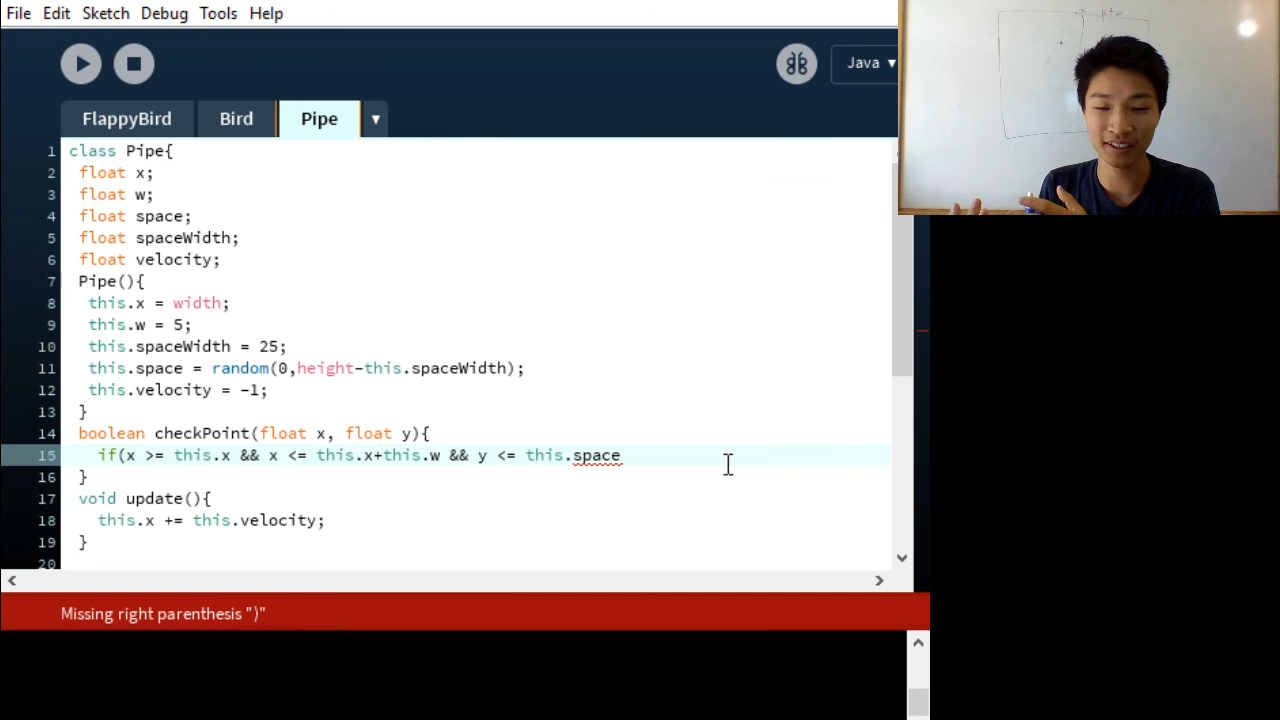 File Edit Sketch Debug Tools Help
Java ▾
FlappyBird Bird Pipe ▾
1 class Pipe{
2 float x;
3 float w;
4 float space;
5 float spaceWidth;
6 float velocity;
7 Pipe(){
8 this.x = width;
9 this.w = 5;
10 this.spaceWidth = 25;
11 this.space = random(0,height-this.spaceWidth);
12 this.velocity = -1;
13 }
14 boolean checkPoint(float x, float y){
15 if(x >= this.x && x <= this.x+this.w && y <= this.space
16 }
17 void update(){
18 this.x += this.velocity;
19 }
20
Missing right parenthesis ")"